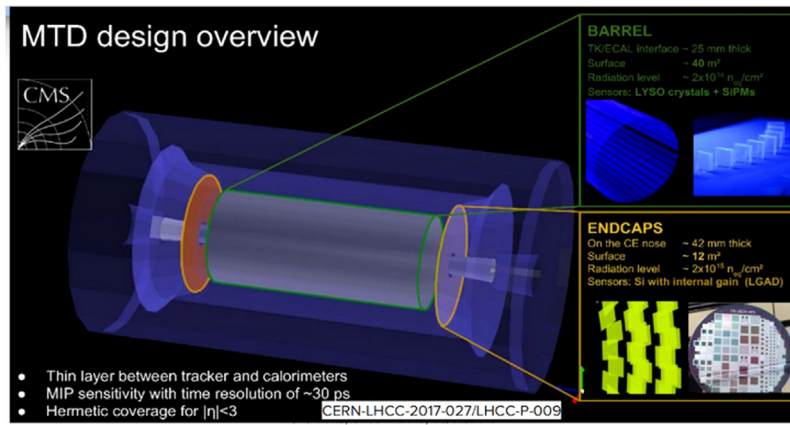 MTD design overview
CMS
BARREL
TK/ECAL interface ~ 25 mm thick
Surface ~ 40 m²
Radiation level ~ 2x10¹⁴ n_eq/cm²
Sensors: LYSO crystals + SiPMs
ENDCAPS
On the CE nose ~ 42 mm thick
Surface ~ 12 m²
Radiation level ~ 2x10¹⁵ n_eq/cm²
Sensors: Si with internal gain (LGAD)
● Thin layer between tracker and calorimeters
● MIP sensitivity with time resolution of ~30 ps
● Hermetic coverage for |η|<3
CERN-LHCC-2017-027/LHCC-P-009